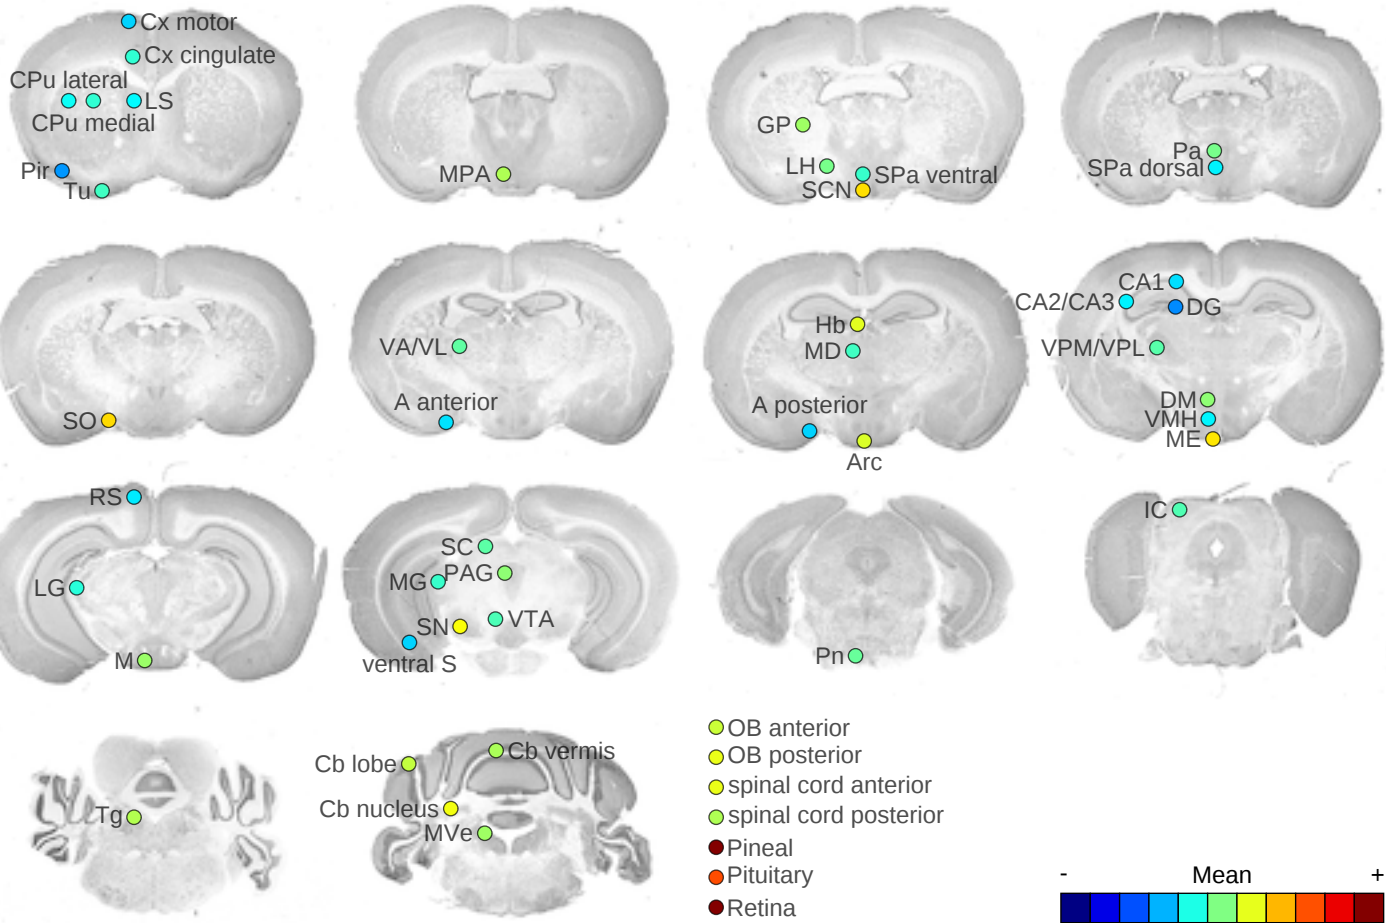 Cx motor
Cx cingulate
CPu lateral
LS
CPu medial
Pir
Tu
MPA
GP
LH
SPa ventral
SCN
Pa
SPa dorsal
SO
VA/VL
A anterior
Hb
MD
A posterior
Arc
CA1
CA2/CA3
DG
VPM/VPL
DM
VMH
ME
RS
LG
M
SC
PAG
MG
VTA
SN
ventral S
Pn
IC
Tg
Cb lobe
Cb vermis
Cb nucleus
MVe
OB anterior
OB posterior
spinal cord anterior
spinal cord posterior
Pineal
Pituitary
Retina
- Mean +